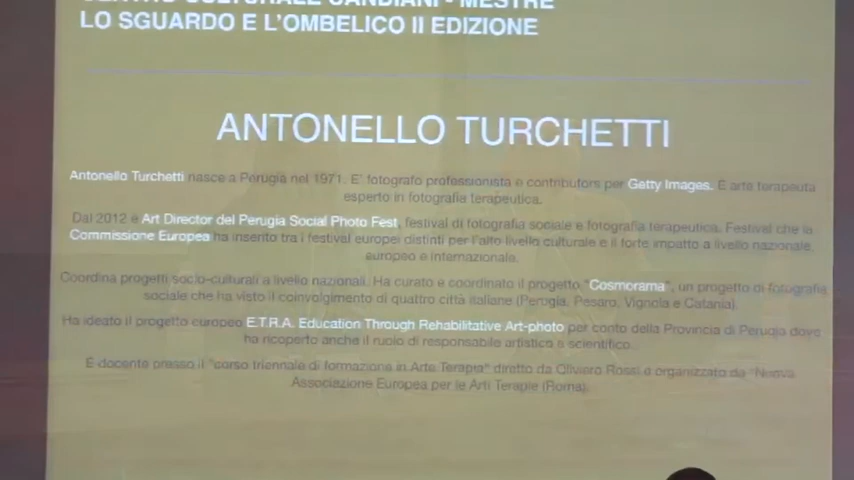 CENTRO CULTURALE CANDIANI - MESTRE
LO SGUARDO E L'OMBELICO II EDIZIONE
ANTONELLO TURCHETTI
Antonello Turchetti nasce a Perugia nel 1971. E' fotografo professionista e contributors per Getty Images. È arte terapeuta
esperto in fotografia terapeutica.
Dal 2012 è Art Director del Perugia Social Photo Fest, festival di fotografia sociale e fotografia terapeutica. Festival che la
Commissione Europea ha inserito tra i festival europei distinti per l'alto livello culturale e il forte impatto a livello nazionale,
europeo e internazionale.
Coordina progetti socio-culturali a livello nazionali. Ha curato e coordinato il progetto "Cosmorama", un progetto di fotografia
sociale che ha visto il coinvolgimento di quattro città italiane (Perugia, Pesaro, Vignola e Catania).
Ha ideato il progetto europeo E.T.R.A. Education Through Rehabilitative Art-photo per conto della Provincia di Perugia dove
ha ricoperto anche il ruolo di responsabile artistico e scientifico.
È docente presso il "corso triennale di formazione in Arte Terapia" diretto da Oliviero Rossi e organizzato da "Nuova
Associazione Europea per le Arti Terapie (Roma).